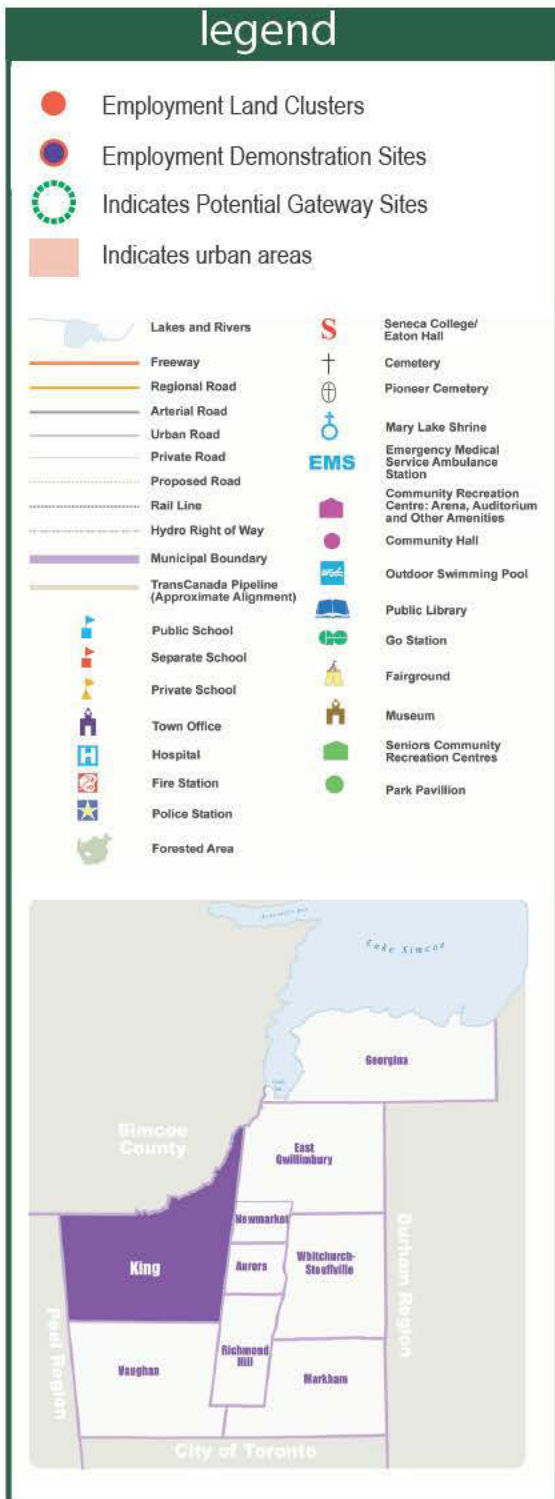 legend
Employment Land Clusters
Employment Demonstration Sites
Indicates Potential Gateway Sites
Indicates urban areas
Lakes and Rivers
Freeway
Regional Road
Arterial Road
Urban Road
Private Road
Proposed Road
Rail Line
Hydro Right of Way
Municipal Boundary
TransCanada Pipeline
(Approximate Alignment)
Public School
Separate School
Private School
Town Office
H
Hospital
Fire Station
Police Station
Forested Area
S
Seneca College/
Eaton Hall
Cemetery
Pioneer Cemetery
Mary Lake Shrine
EMS
Emergency Medical
Service Ambulance
Station
Community Recreation
Centre: Arena, Auditorium
and Other Amenities
Community Hall
Outdoor Swimming Pool
Public Library
Go Station
Fairground
Museum
Seniors Community
Recreation Centres
Park Pavillion
Lake Simcoe
Georgina
Simcoe
County
East
Gwillimbury
Newmarket
King
Aurora
Whitchurch-
Stouffville
Durham Region
Peel Region
Vaughan
Richmond
Hill
Markham
City of Toronto